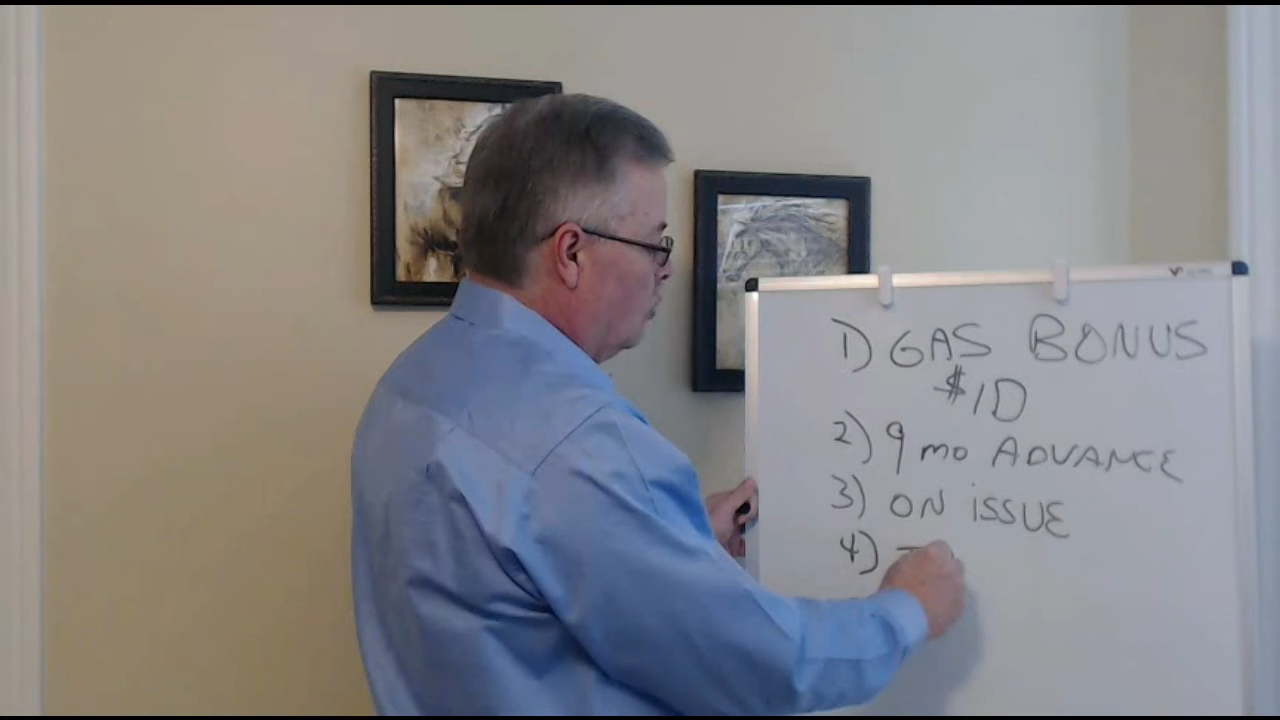 1) GAS BONUS
$10
2) 9 mo ADVANCE
3) ON ISSUE
4)